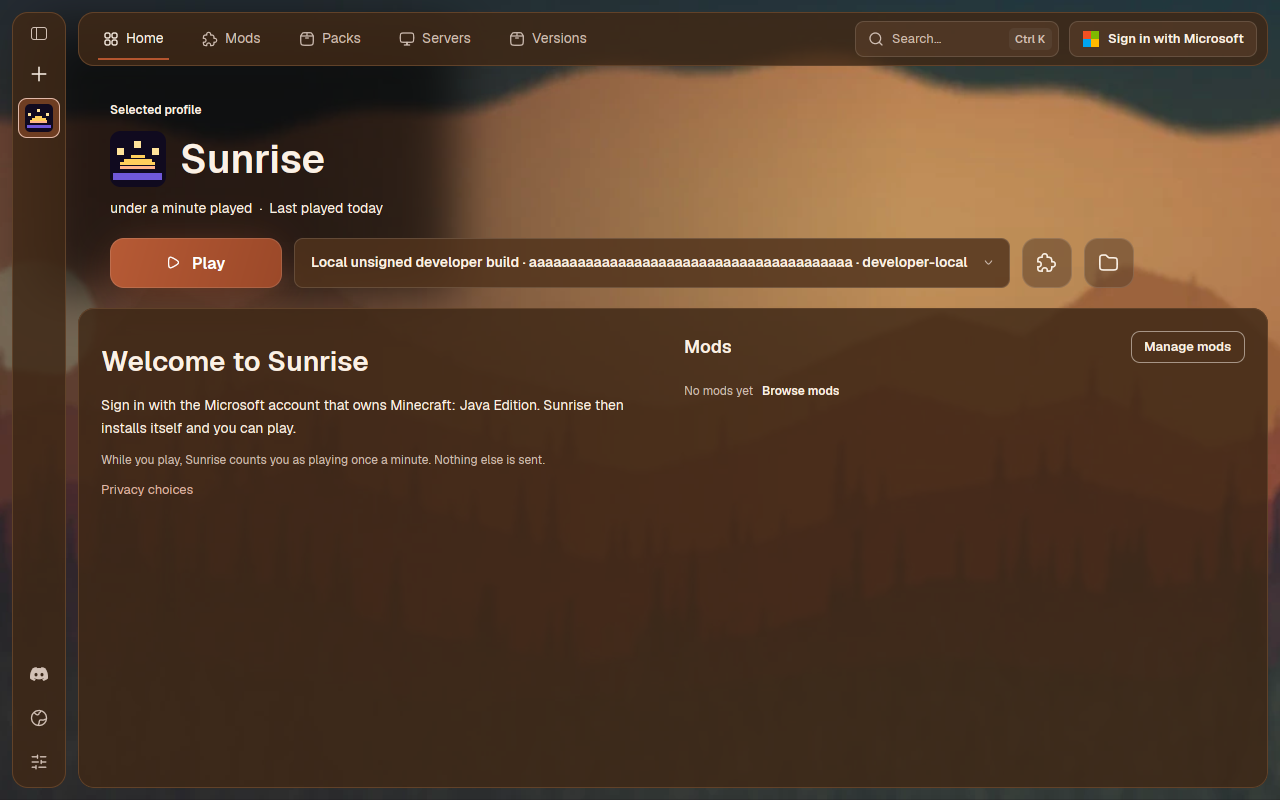 Home
Mods
Packs
Servers
Versions
Search...
Ctrl K
Sign in with Microsoft
Selected profile
Sunrise
under a minute played · Last played today
Play
Local unsigned developer build · aaaaaaaaaaaaaaaaaaaaaaaaaaaaaaaaaaaaaaaa · developer-local
Welcome to Sunrise
Sign in with the Microsoft account that owns Minecraft: Java Edition. Sunrise then
installs itself and you can play.
While you play, Sunrise counts you as playing once a minute. Nothing else is sent.
Privacy choices
Mods
Manage mods
No mods yet Browse mods